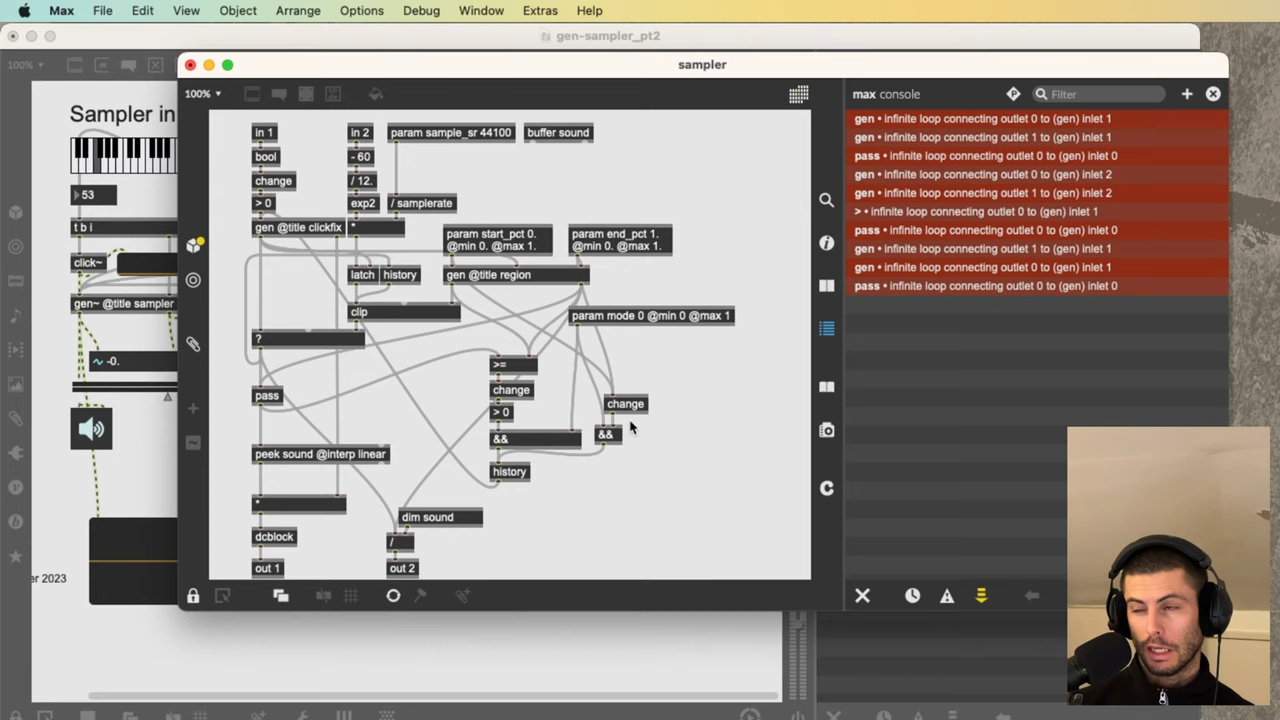 Max File Edit View Object Arrange Options Debug Window Extras Help
gen-sampler_pt2
100%
Sampler in
53
t b i
click~
gen~ @title sampler
-0.
er 2023
sampler
100%
in 1
in 2
param sample_sr 44100
buffer sound
bool
- 60
change
/ 12.
> 0
exp2
/ samplerate
gen @title clickfix
*
param start_pct 0.
@min 0. @max 1.
param end_pct 1.
@min 0. @max 1.
latch
history
gen @title region
clip
param mode 0 @min 0 @max 1
?
>=
pass
change
change
> 0
&&
&&
peek sound @interp linear
history
*
dim sound
dcblock
/
out 1
out 2
max console
Filter
gen • infinite loop connecting outlet 0 to (gen) inlet 1
gen • infinite loop connecting outlet 1 to (gen) inlet 1
pass • infinite loop connecting outlet 0 to (gen) inlet 0
gen • infinite loop connecting outlet 0 to (gen) inlet 2
gen • infinite loop connecting outlet 1 to (gen) inlet 2
> • infinite loop connecting outlet 0 to (gen) inlet 1
pass • infinite loop connecting outlet 0 to (gen) inlet 0
gen • infinite loop connecting outlet 1 to (gen) inlet 1
gen • infinite loop connecting outlet 0 to (gen) inlet 1
pass • infinite loop connecting outlet 0 to (gen) inlet 0